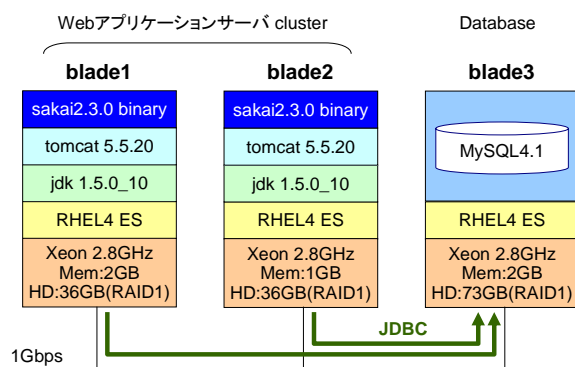 Webアプリケーションサーバ cluster
Database
blade1
blade2
blade3
sakai2.3.0 binary
tomcat 5.5.20
jdk 1.5.0_10
RHEL4 ES
Xeon 2.8GHz
Mem:2GB
HD:36GB(RAID1)
sakai2.3.0 binary
tomcat 5.5.20
jdk 1.5.0_10
RHEL4 ES
Xeon 2.8GHz
Mem:1GB
HD:36GB(RAID1)
MySQL4.1
RHEL4 ES
Xeon 2.8GHz
Mem:2GB
HD:73GB(RAID1)
JDBC
1Gbps